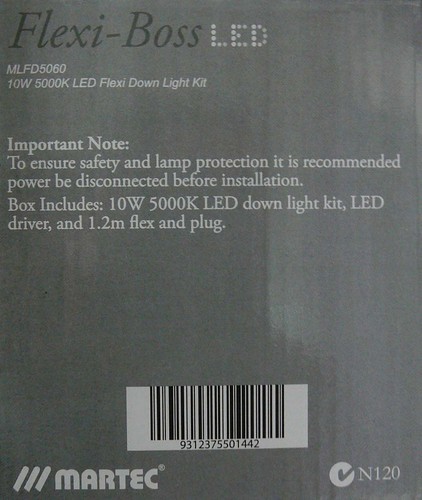 Flexi-Boss LED
MLFD5060
10W 5000K LED Flexi Down Light Kit
Important Note:
To ensure safety and lamp protection it is recommended
power be disconnected before installation.
Box Includes: 10W 5000K LED down light kit, LED
driver, and 1.2m flex and plug.
9312375501442
MARTEC® N120